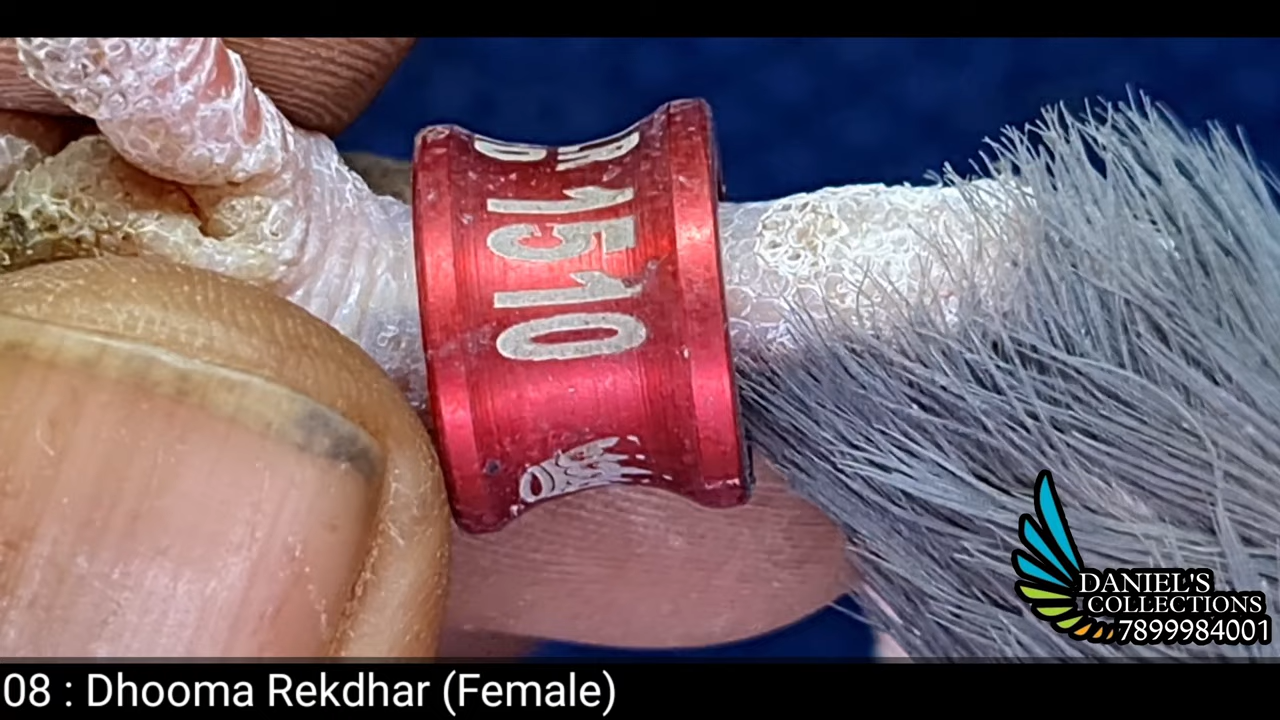 1510
DANIEL'S
COLLECTIONS
7899984001
08 : Dhooma Rekdhar (Female)